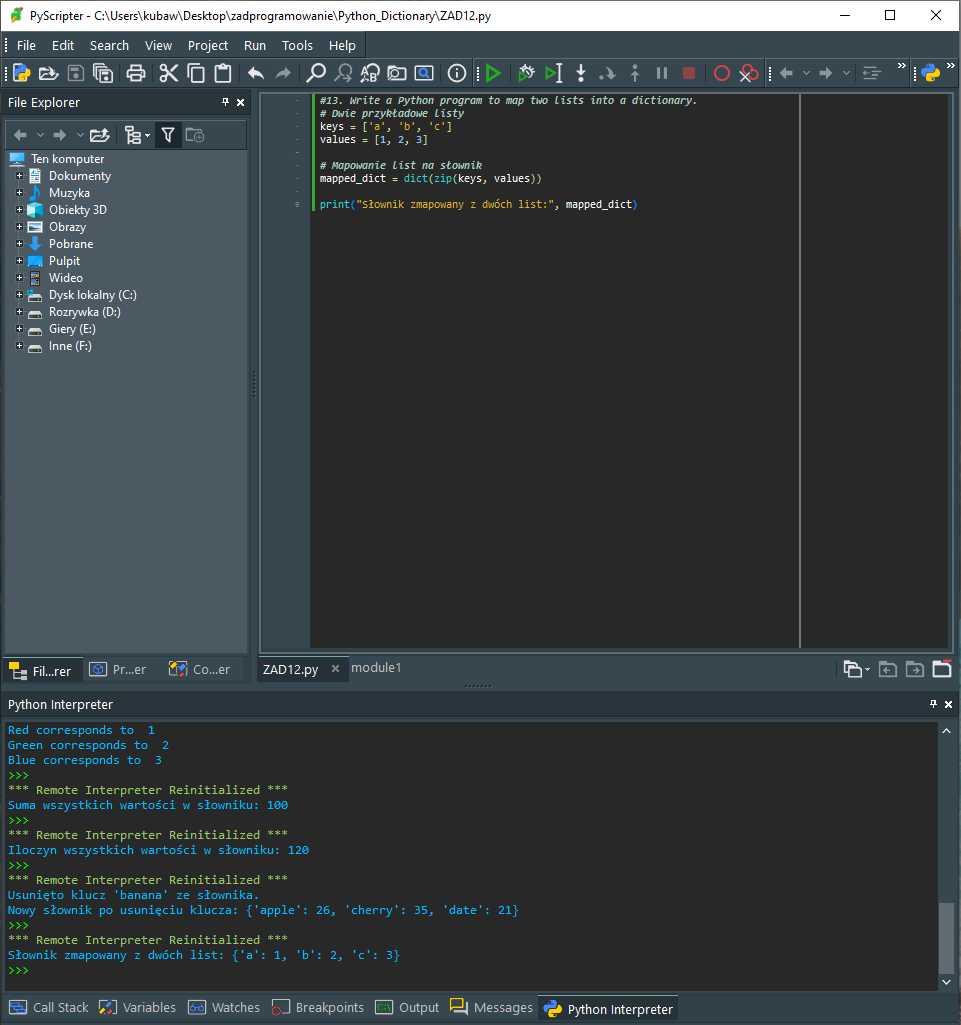 PyScripter - C:\Users\kubaw\Desktop\zadprogramowanie\Python_Dictionary\ZAD12.py
File Edit Search View Project Run Tools Help
File Explorer
Ten komputer
Dokumenty
Muzyka
Obiekty 3D
Obrazy
Pobrane
Pulpit
Wideo
Dysk lokalny (C:)
Rozrywka (D:)
Giery (E:)
Inne (F:)
Fil...rer Pr...er Co...er
#13. Write a Python program to map two lists into a dictionary.
# Dwie przykładowe listy
keys = ['a', 'b', 'c']
values = [1, 2, 3]
# Mapowanie list na słownik
mapped_dict = dict(zip(keys, values))
9 print("Słownik zmapowany z dwóch list:", mapped_dict)
ZAD12.py module1
Python Interpreter
Red corresponds to  1
Green corresponds to  2
Blue corresponds to  3
>>>
*** Remote Interpreter Reinitialized ***
Suma wszystkich wartości w słowniku: 100
>>>
*** Remote Interpreter Reinitialized ***
Iloczyn wszystkich wartości w słowniku: 120
>>>
*** Remote Interpreter Reinitialized ***
Usunięto klucz 'banana' ze słownika.
Nowy słownik po usunięciu klucza: {'apple': 26, 'cherry': 35, 'date': 21}
>>>
*** Remote Interpreter Reinitialized ***
Słownik zmapowany z dwóch list: {'a': 1, 'b': 2, 'c': 3}
>>>
Call Stack Variables Watches Breakpoints Output Messages Python Interpreter